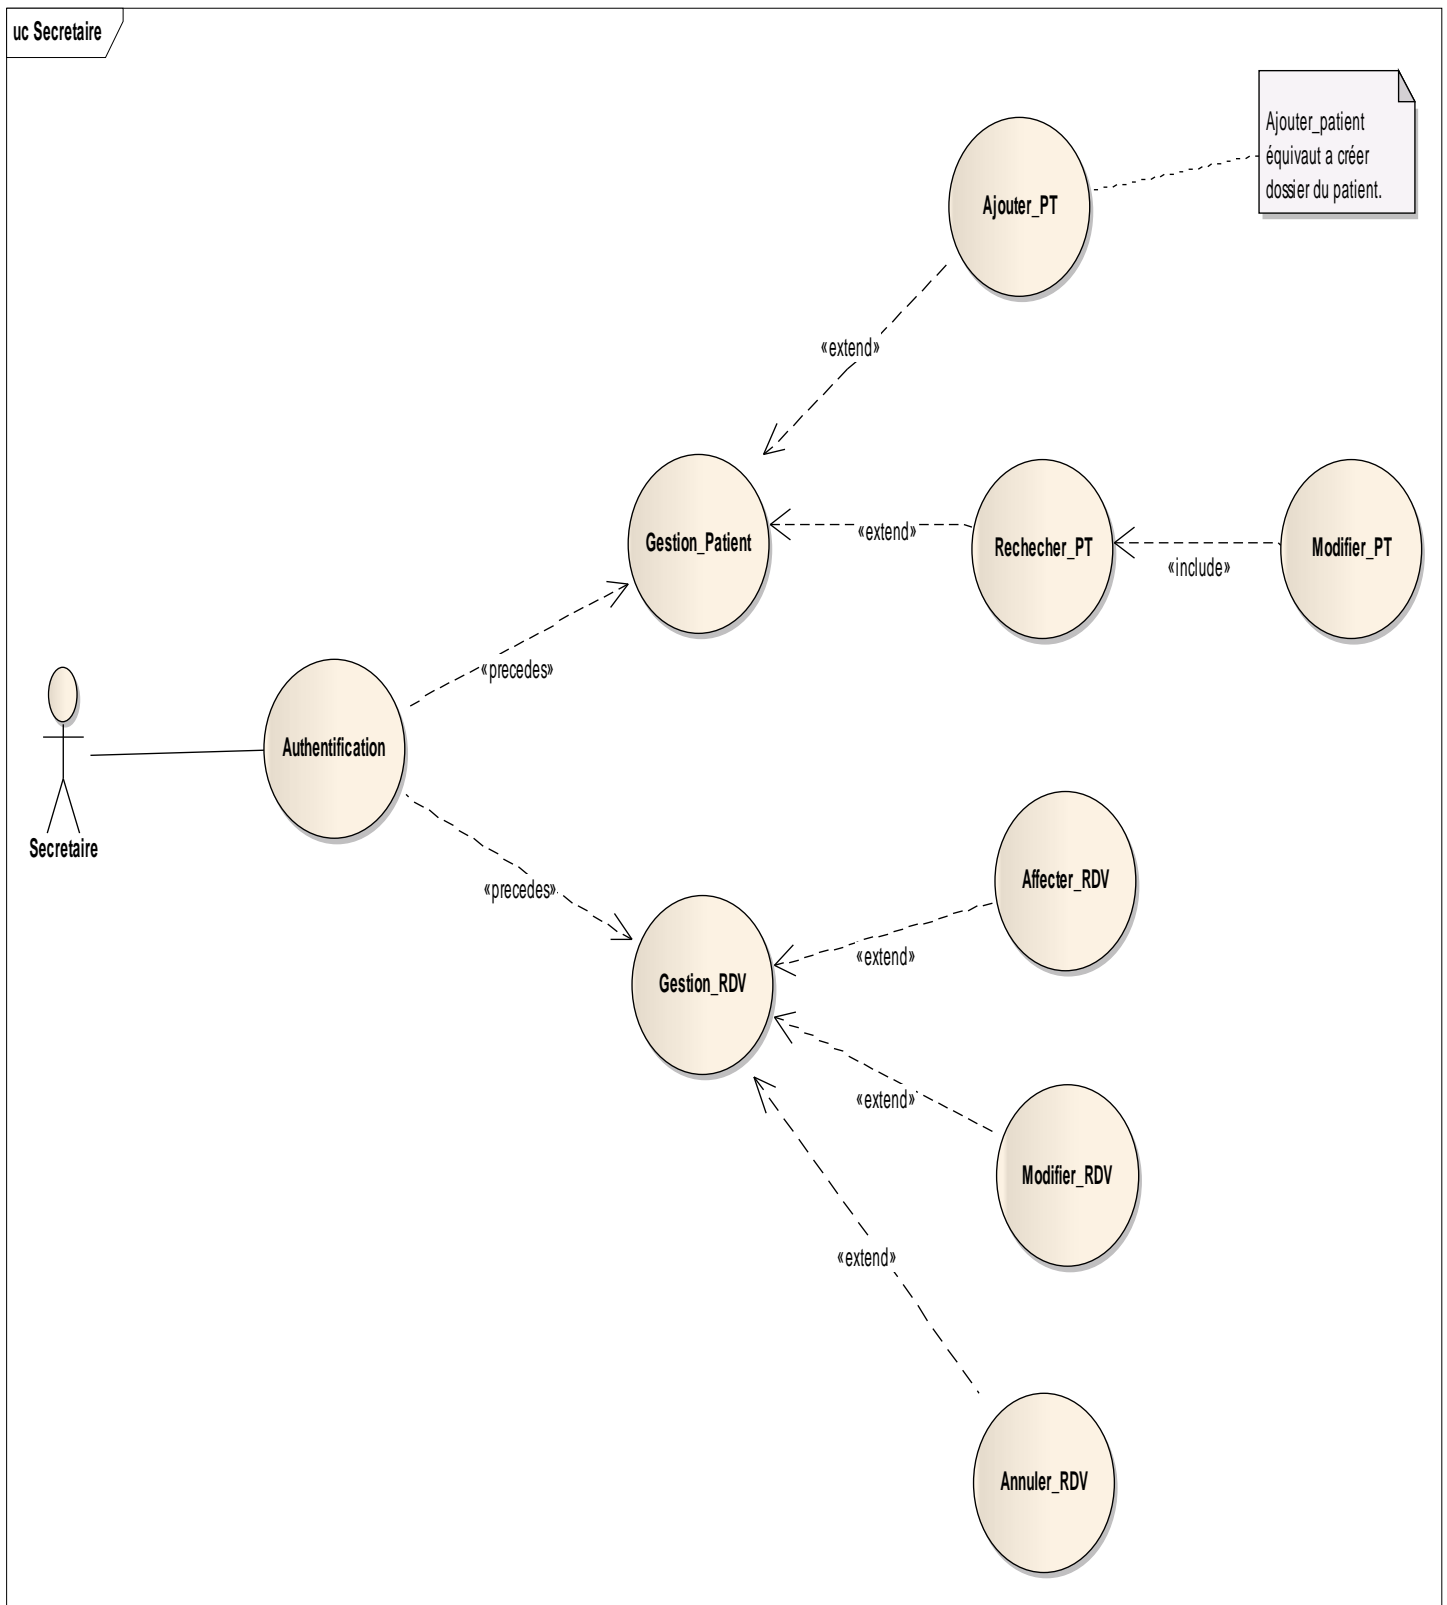 uc Secretaire
Ajouter_patient
équivaut a créer
dossier du patient.
Ajouter_PT
«extend»
Gestion_Patient
«extend»
Rechecher_PT
«include»
Modifier_PT
«precedes»
Authentification
Secretaire
«precedes»
Affecter_RDV
«extend»
Gestion_RDV
«extend»
Modifier_RDV
«extend»
Annuler_RDV